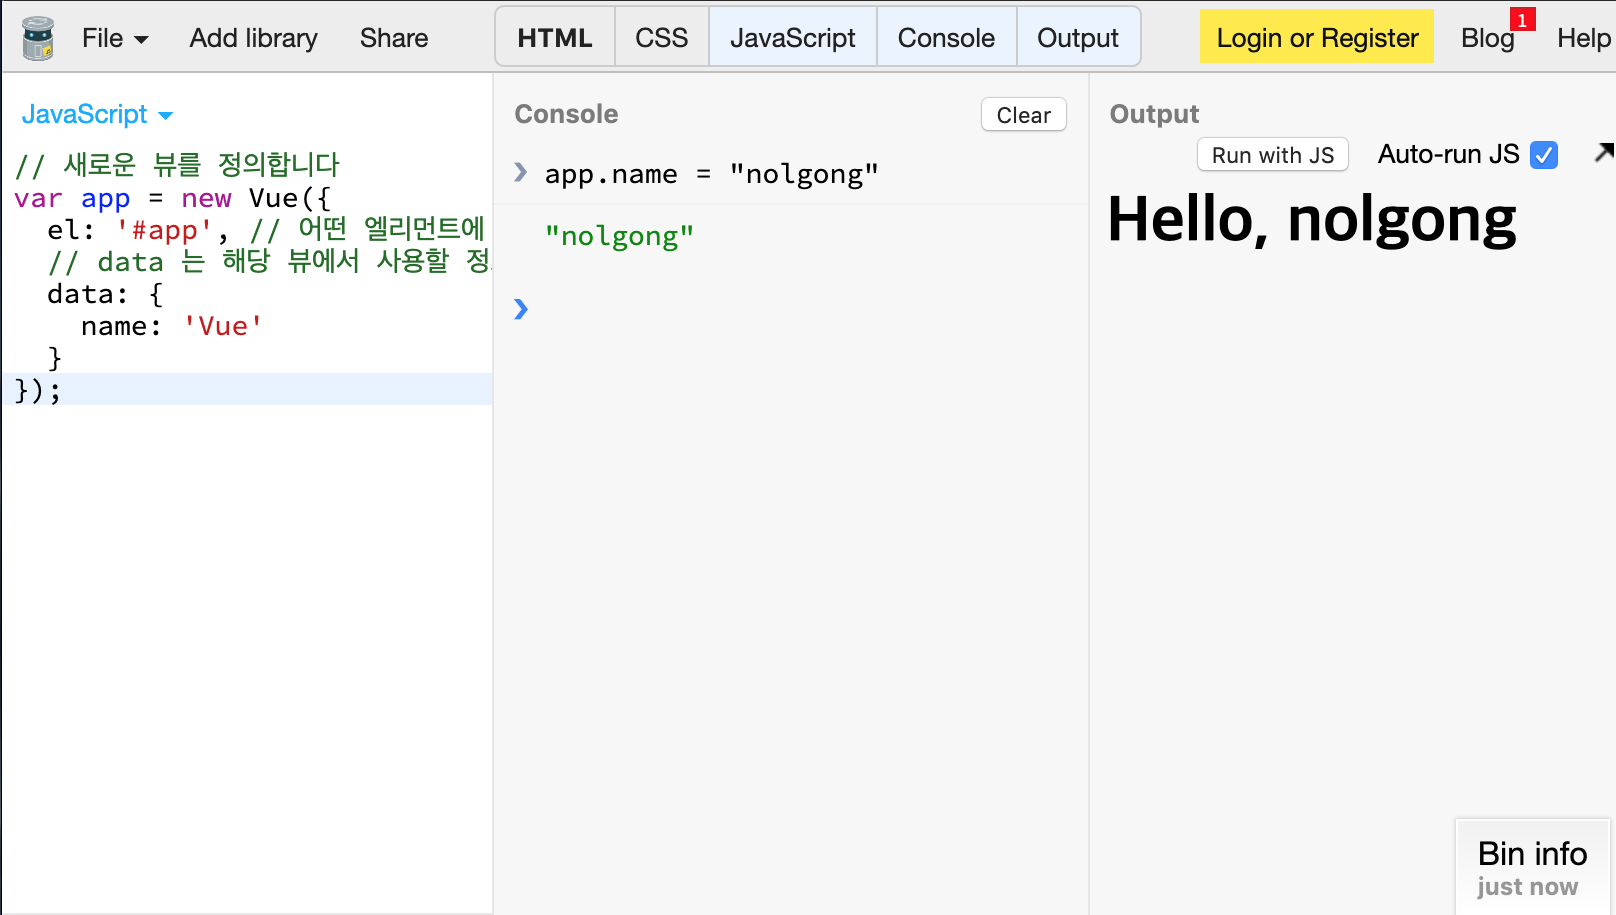 File Add library Share HTML CSS JavaScript Console Output Login or Register Blog 1 Help
JavaScript
// 새로운 뷰를 정의합니다
var app = new Vue({
  el: '#app', // 어떤 엘리먼트에
  // data 는 해당 뷰에서 사용할
  data: {
    name: 'Vue'
  }
});
Console Clear
app.name = "nolgong"
"nolgong"
Output
Run with JS Auto-run JS
Hello, nolgong
Bin info
just now